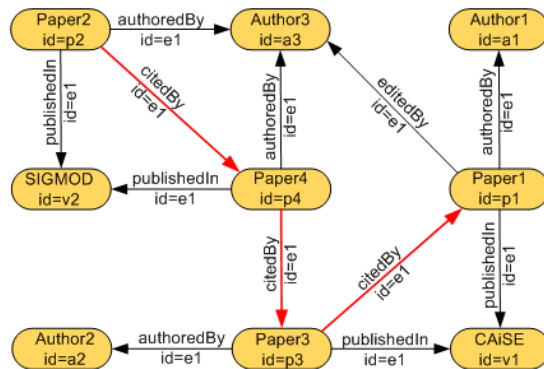 Paper2
id=p2
authoredBy
id=e1
Author3
id=a3
Author1
id=a1
publishedIn
id=e1
citedBy
id=e1
authoredBy
id=e1
editedBy
id=e1
authoredBy
id=e1
SIGMOD
id=v2
publishedIn
id=e1
Paper4
id=p4
Paper1
id=p1
citedBy
id=e1
citedBy
id=e1
publishedIn
id=e1
Author2
id=a2
authoredBy
id=e1
Paper3
id=p3
publishedIn
id=e1
CAiSE
id=v1